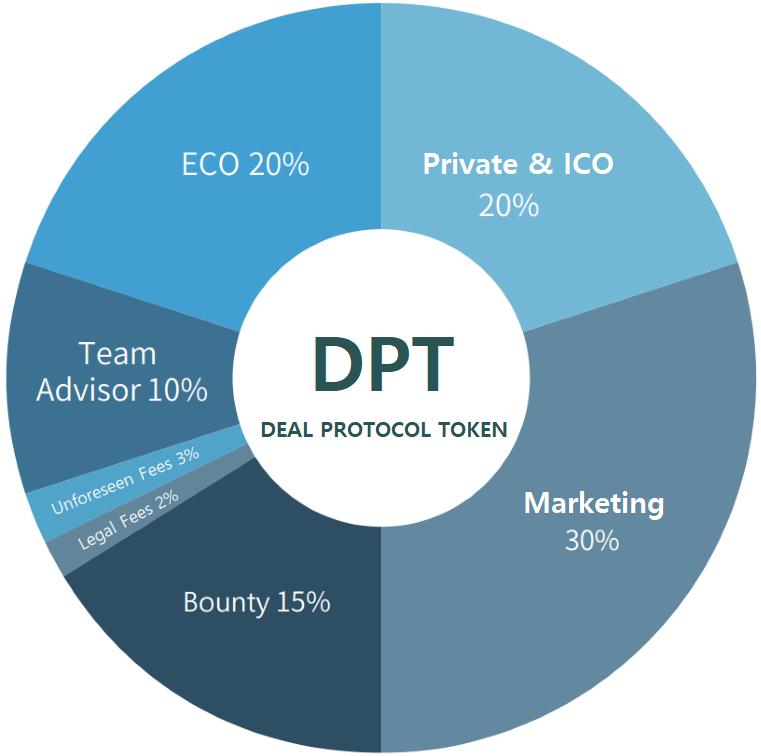 ECO 20%
Private & ICO
20%
Team
Advisor 10%
DPT
DEAL PROTOCOL TOKEN
Unforeseen Fees 3%
Legal Fees 2%
Marketing
30%
Bounty 15%